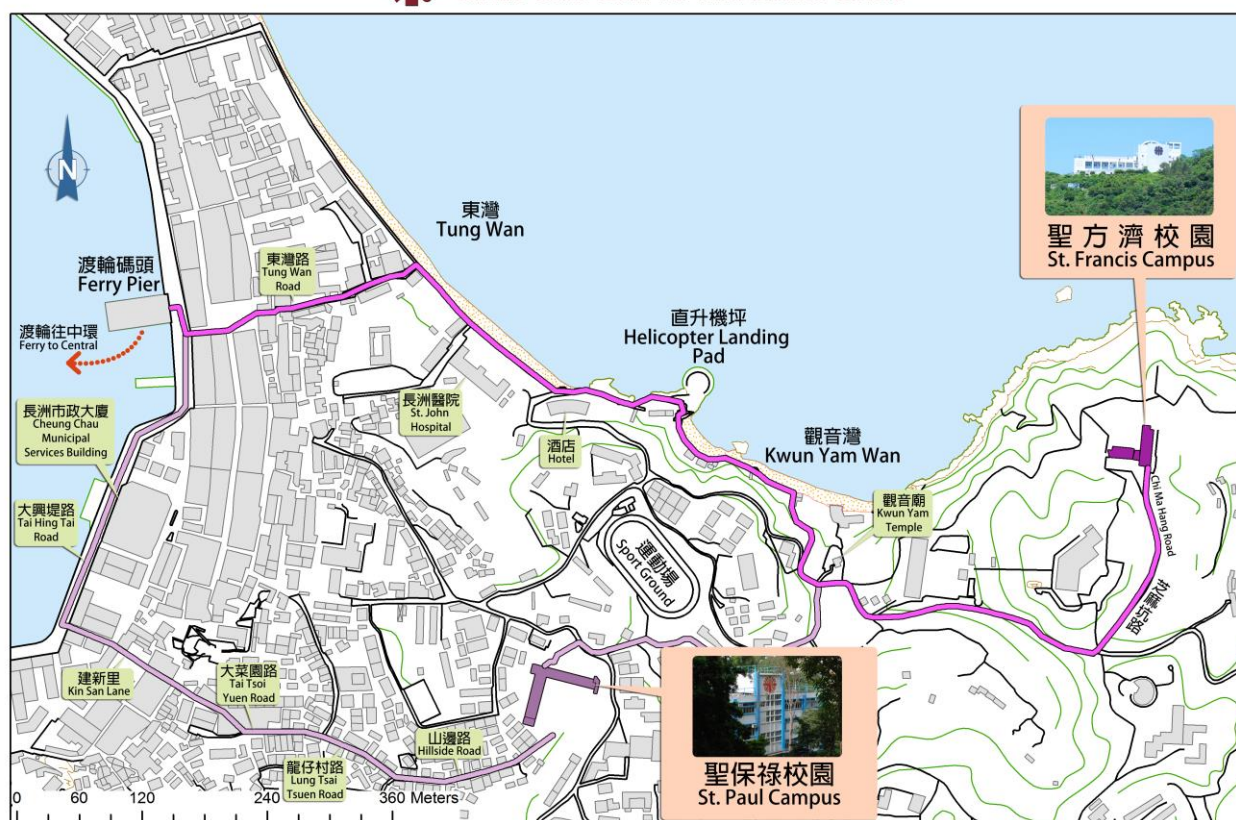 N
東灣
Tung Wan
聖方濟校園
St. Francis Campus
渡輪碼頭
Ferry Pier
東灣路
Tung Wan
Road
渡輪往中環
Ferry to Central
直升機坪
Helicopter Landing
Pad
長洲醫院
St. John
Hospital
酒店
Hotel
觀音灣
Kwun Yam Wan
長洲市政大廈
Cheung Chau
Municipal
Services Building
觀音廟
Kwun Yam
Temple
大興堤路
Tai Hing Tai
Road
運動場
Sport Ground
Chi Ma Hang Road
芝麻坑路
建新里
Kin San Lane
大菜園路
Tai Tsoi
Yuen Road
山邊路
Hillside Road
龍仔村路
Lung Tsai
Tsuen Road
聖保祿校園
St. Paul Campus
0 60 120 240 360 Meters